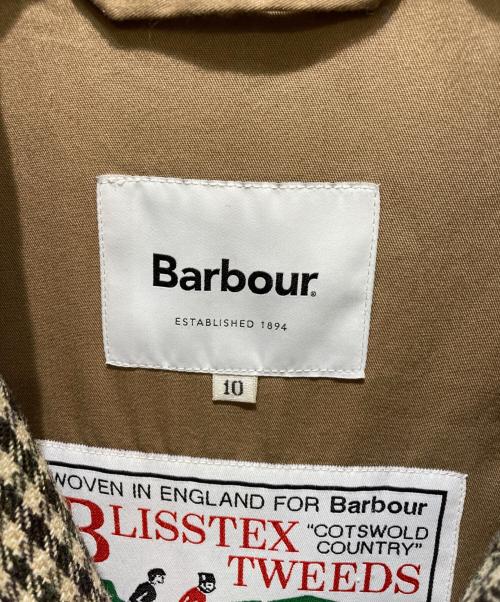 Barbour®
ESTABLISHED 1894
10
WOVEN IN ENGLAND FOR Barbour
BLISSTEX "COTSWOLD
COUNTRY"
TWEEDS